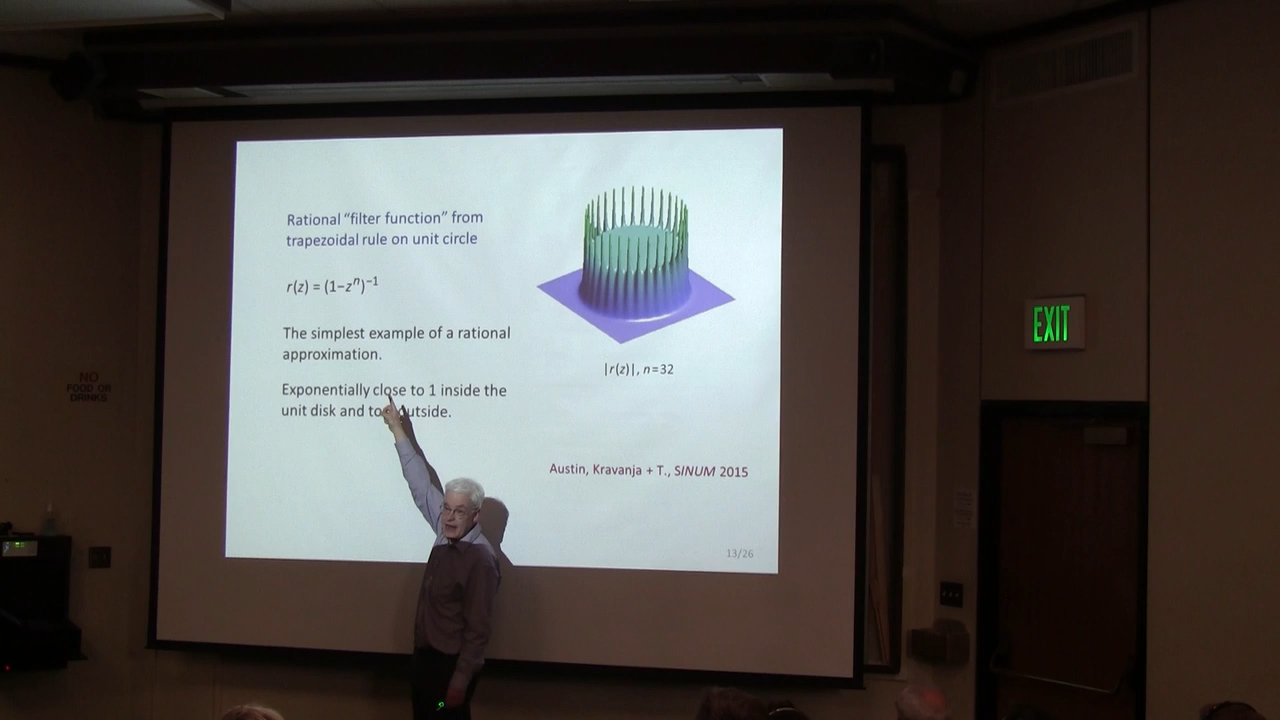 Rational “filter function” from
trapezoidal rule on unit circle
r(z) = (1−zⁿ)⁻¹
The simplest example of a rational
approximation.
Exponentially close to 1 inside the
unit disk and to outside.
|r(z)|, n=32
Austin, Kravanja + T., SINUM 2015
13/26
EXIT
NO
FOOD OR
DRINKS